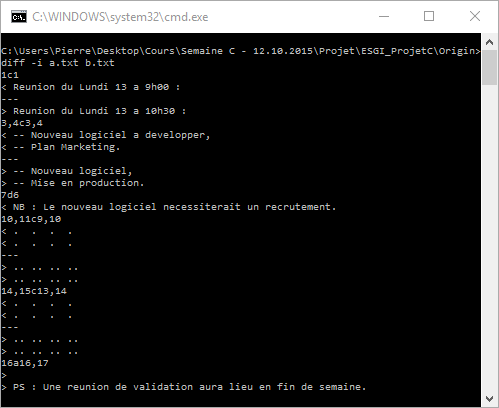 C:\WINDOWS\system32\cmd.exe
C:\Users\Pierre\Desktop\Cours\Semaine C - 12.10.2015\Projet\ESGI_ProjetC\Origin>
diff -i a.txt b.txt
1c1
< Reunion du Lundi 13 a 9h00 :
---
> Reunion du Lundi 13 a 10h30 :
3,4c3,4
< -- Nouveau logiciel a developper,
< -- Plan Marketing.
---
> -- Nouveau logiciel,
> -- Mise en production.
7d6
< NB : Le nouveau logiciel necessiterait un recrutement.
10,11c9,10
< .  .  .  .
< .  .  .  .
---
> .. .. .. ..
> .. .. .. ..
14,15c13,14
< .  .  .  .
< .  .  .  .
---
> .. .. .. ..
> .. .. .. ..
16a16,17
>
> PS : Une reunion de validation aura lieu en fin de semaine.